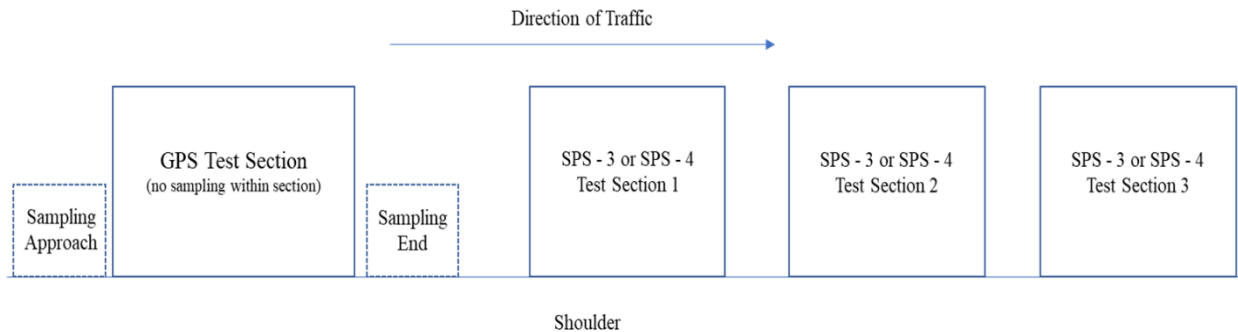 Direction of Traffic
GPS Test Section
(no sampling within section)
SPS - 3 or SPS - 4
Test Section 1
SPS - 3 or SPS - 4
Test Section 2
SPS - 3 or SPS - 4
Test Section 3
Sampling
Approach
Sampling
End
Shoulder